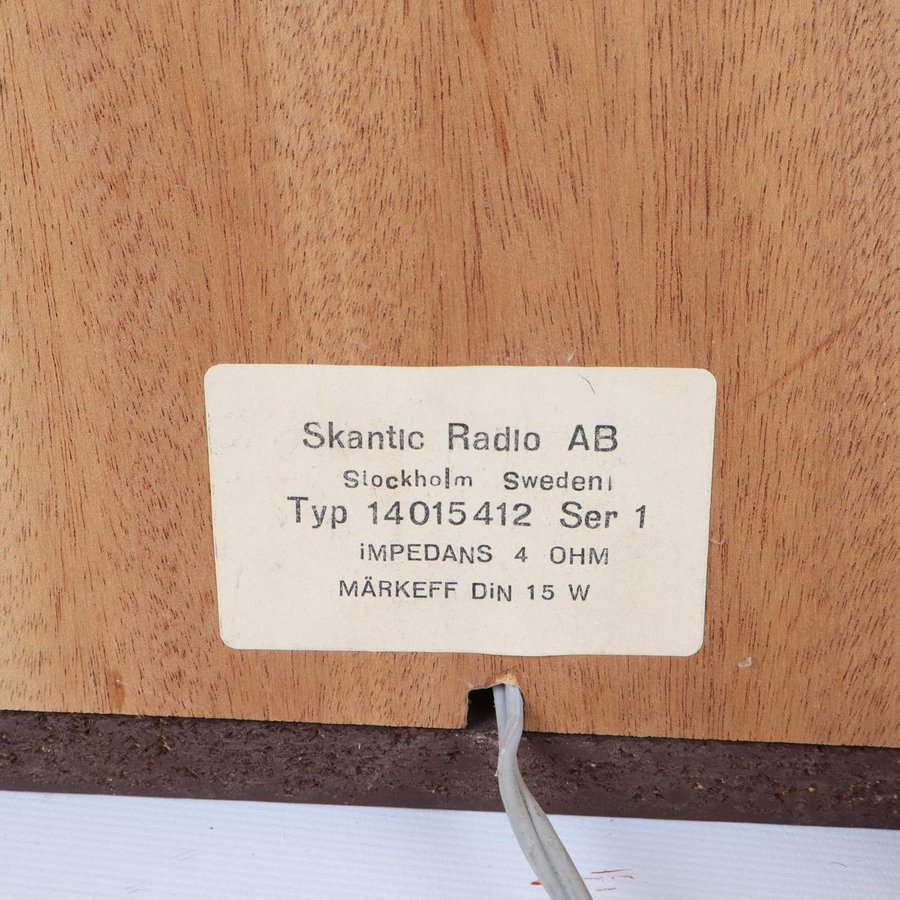 Skantic Radio AB
Stockholm Sweden
Typ 14015412 Ser 1
iMPEDANS 4 OHM
MÄRKEFF DiN 15 W